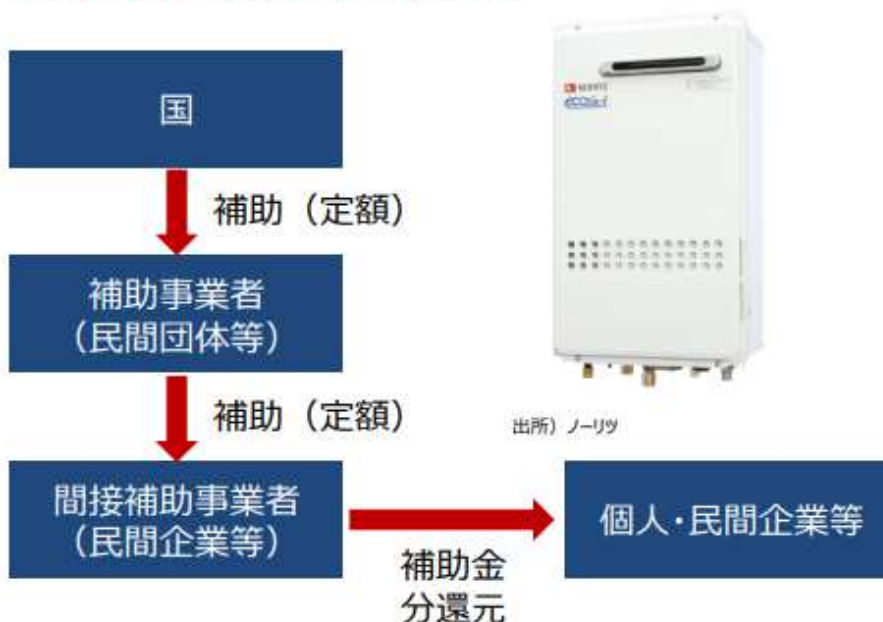 国
補助（定額）
補助事業者
（民間団体等）
補助（定額）
間接補助事業者
（民間企業等）
補助金
分還元
個人・民間企業等
NORITZ
出所）ノーリツ